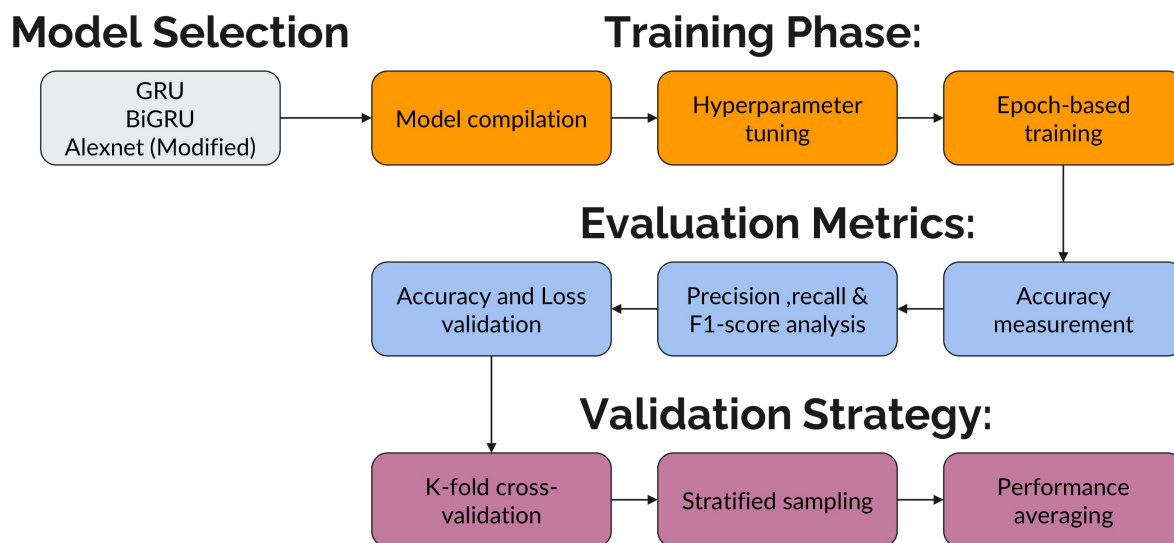 Model Selection
Training Phase:
GRU
BiGRU
Alexnet (Modified)
Model compilation
Hyperparameter
tuning
Epoch-based
training
Evaluation Metrics:
Accuracy and Loss
validation
Precision ,recall &
F1-score analysis
Accuracy
measurement
Validation Strategy:
K-fold cross-
validation
Stratified sampling
Performance
averaging